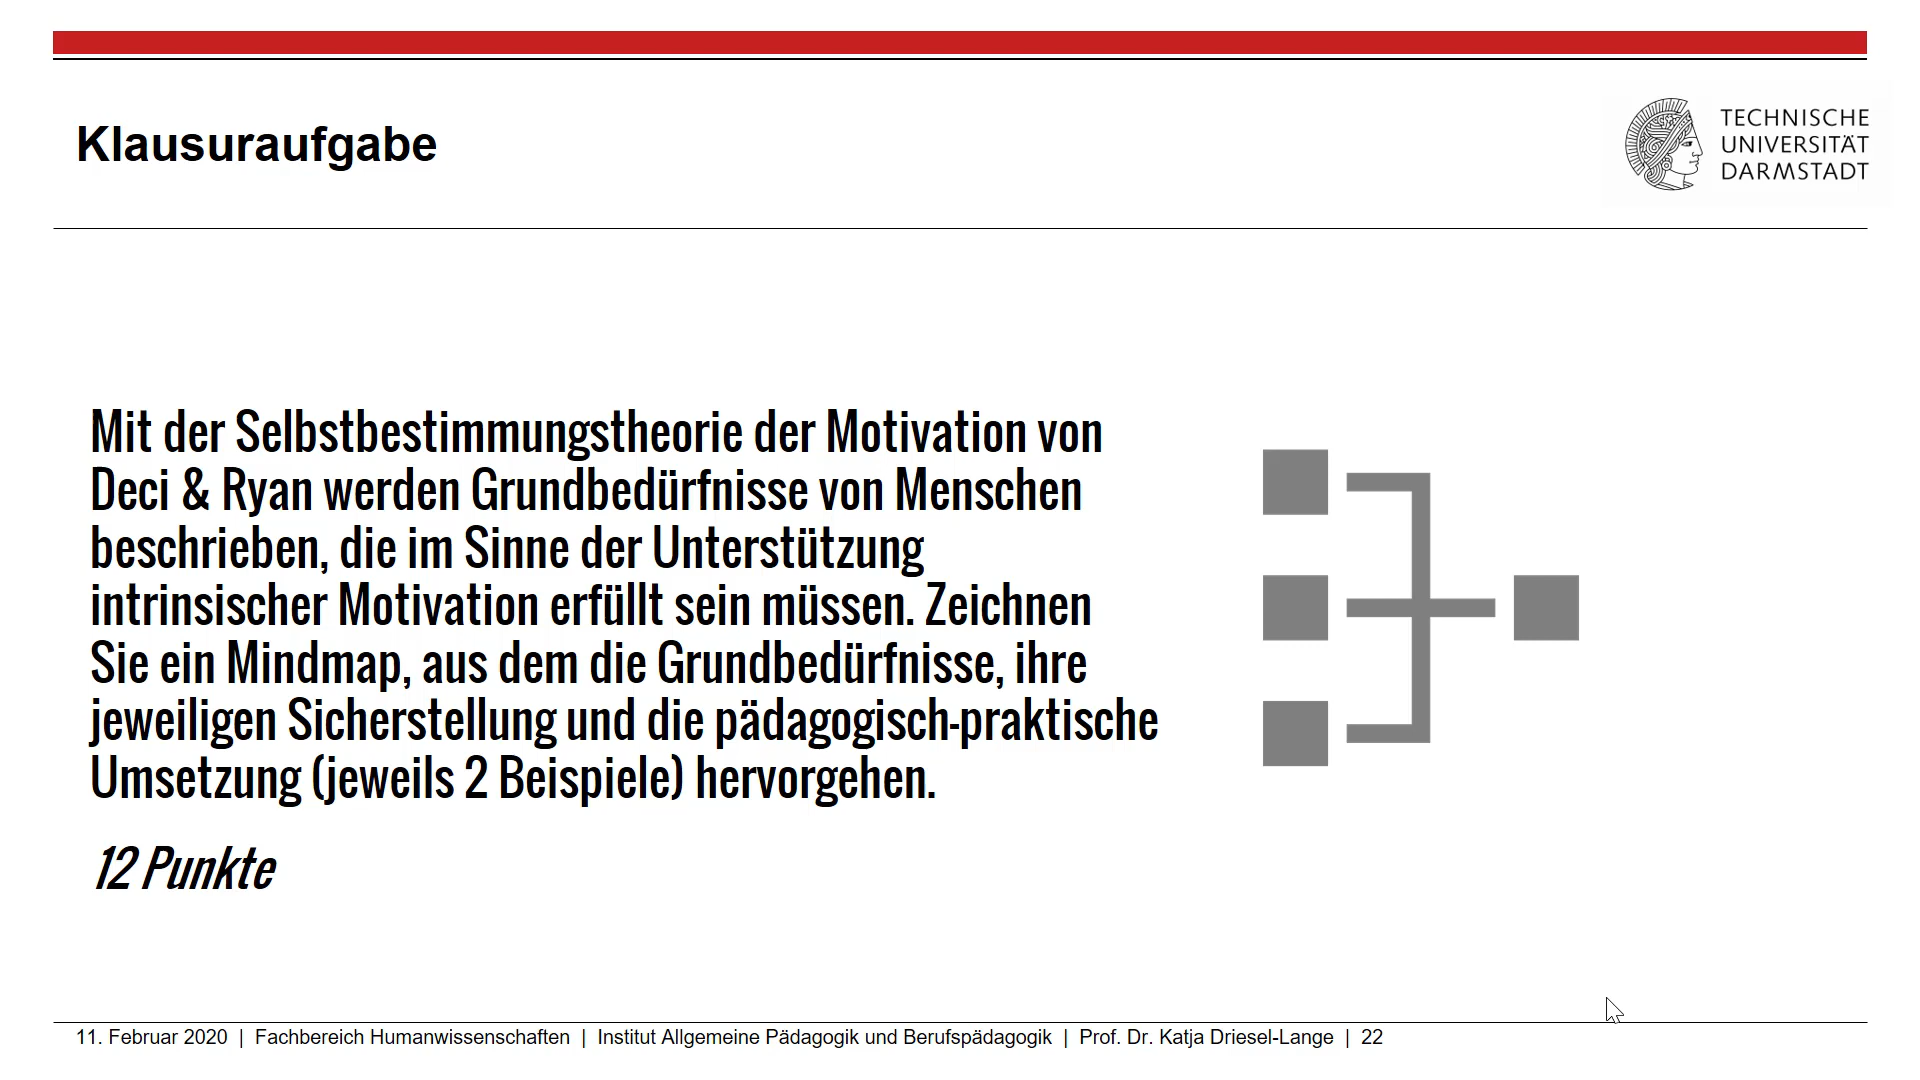 Klausuraufgabe
TECHNISCHE
UNIVERSITÄT
DARMSTADT
Mit der Selbstbestimmungstheorie der Motivation von
Deci & Ryan werden Grundbedürfnisse von Menschen
beschrieben, die im Sinne der Unterstützung
intrinsischer Motivation erfüllt sein müssen. Zeichnen
Sie ein Mindmap, aus dem die Grundbedürfnisse, ihre
jeweiligen Sicherstellung und die pädagogisch-praktische
Umsetzung (jeweils 2 Beispiele) hervorgehen.
12 Punkte
11. Februar 2020 | Fachbereich Humanwissenschaften | Institut Allgemeine Pädagogik und Berufspädagogik | Prof. Dr. Katja Driesel-Lange | 22